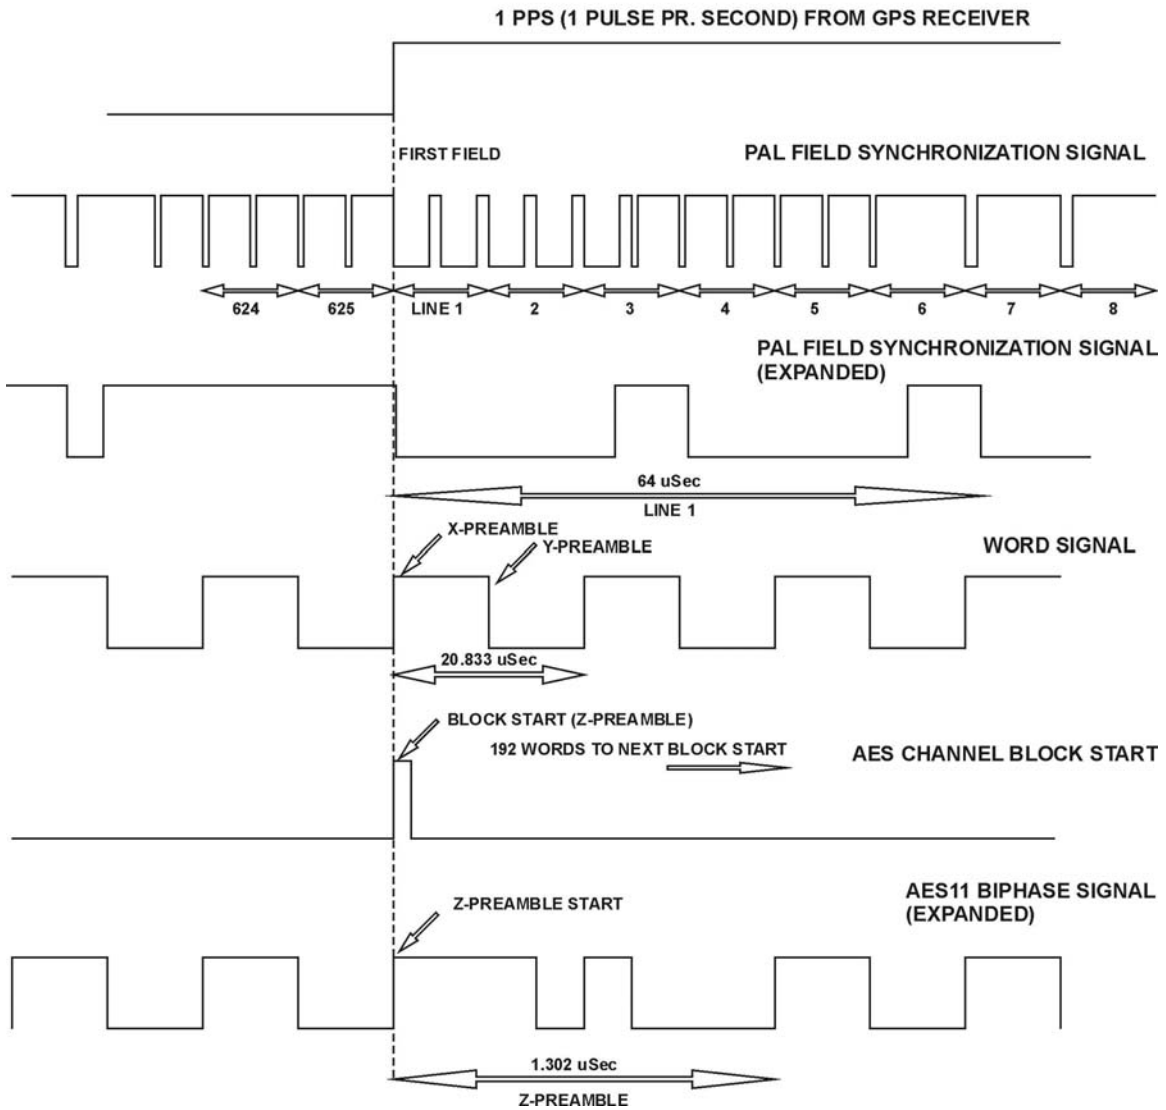 1 PPS (1 PULSE PR. SECOND) FROM GPS RECEIVER
FIRST FIELD
PAL FIELD SYNCHRONIZATION SIGNAL
624
625
LINE 1
2
3
4
5
6
7
8
PAL FIELD SYNCHRONIZATION SIGNAL
(EXPANDED)
64 uSec
LINE 1
X-PREAMBLE
Y-PREAMBLE
WORD SIGNAL
20.833 uSec
BLOCK START (Z-PREAMBLE)
192 WORDS TO NEXT BLOCK START
AES CHANNEL BLOCK START
AES11 BIPHASE SIGNAL
(EXPANDED)
Z-PREAMBLE START
1.302 uSec
Z-PREAMBLE